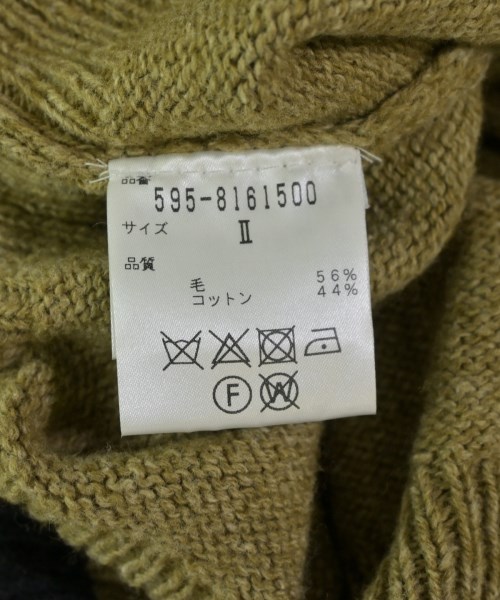 品番
595-8161500
サイズ II
品質
毛 56%
コットン 44%
F W